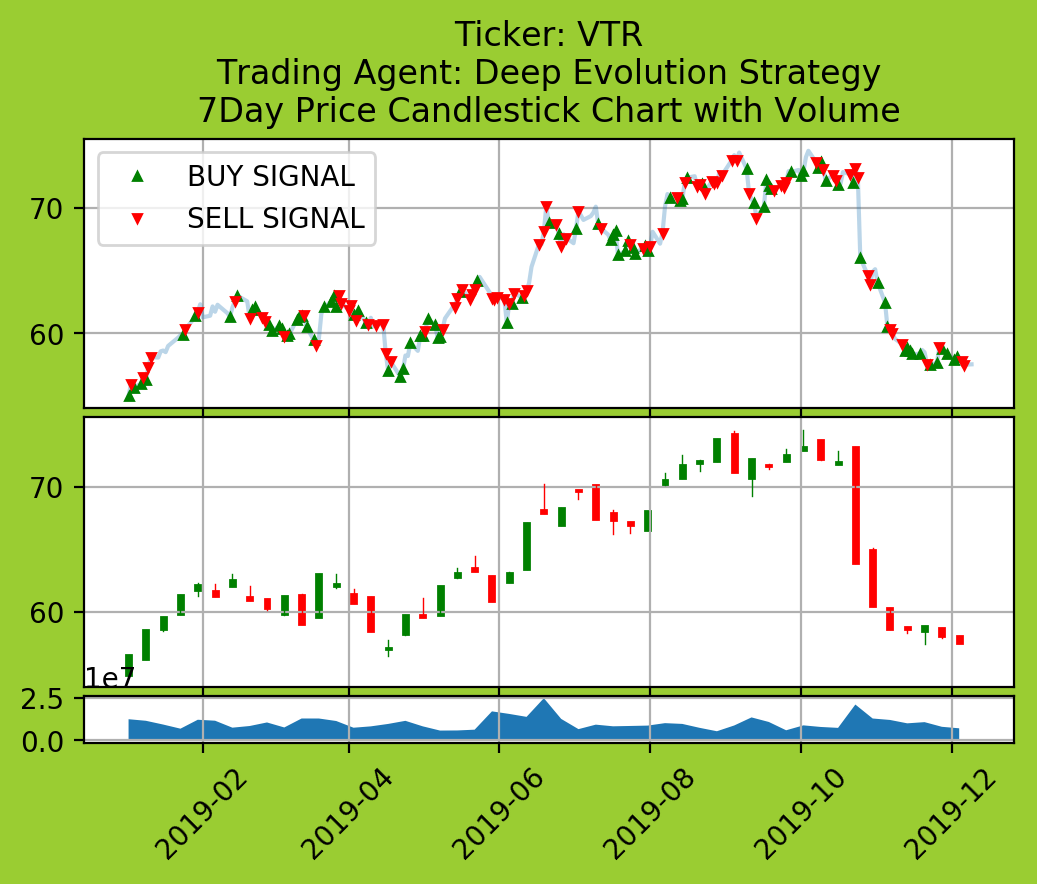 Ticker: VTR
Trading Agent: Deep Evolution Strategy
7Day Price Candlestick Chart with Volume
BUY SIGNAL
SELL SIGNAL
70
60
70
60
1e7
2.5
0.0
2019-02
2019-04
2019-06
2019-08
2019-10
2019-12